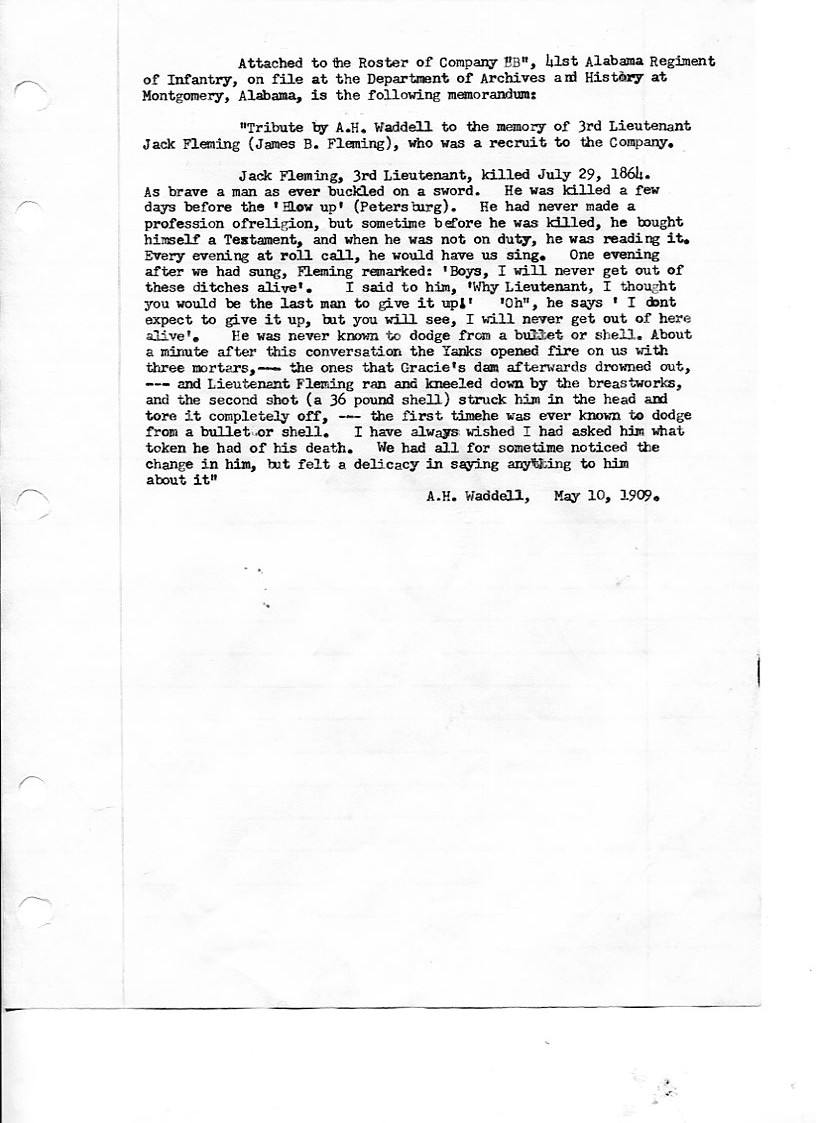 Attached to the Roster of Company "B", 41st Alabama Regiment
of Infantry, on file at the Department of Archives and History at
Montgomery, Alabama, is the following memorandum:
"Tribute by A.H. Waddell to the memory of 3rd Lieutenant
Jack Fleming (James B. Fleming), who was a recruit to the Company.
Jack Fleming, 3rd Lieutenant, killed July 29, 1864.
As brave a man as ever buckled on a sword. He was killed a few
days before the 'Blow up' (Petersburg). He had never made a
profession ofreligion, but sometime before he was killed, he bought
himself a Testament, and when he was not on duty, he was reading it.
Every evening at roll call, he would have us sing. One evening
after we had sung, Fleming remarked: 'Boys, I will never get out of
these ditches alive'. I said to him, 'Why Lieutenant, I thought
you would be the last man to give it up!' 'Oh", he says ' I dont
expect to give it up, but you will see, I will never get out of here
alive'. He was never known to dodge from a bullet or shell. About
a minute after this conversation the Yanks opened fire on us with
three mortars,--- the ones that Gracie's dam afterwards drowned out,
--- and Lieutenant Fleming ran and kneeled down by the breastworks,
and the second shot (a 36 pound shell) struck him in the head and
tore it completely off, --- the first timehe was ever known to dodge
from a bullet or shell. I have always wished I had asked him what
token he had of his death. We had all for sometime noticed the
change in him, but felt a delicacy in saying anything to him
about it"
A.H. Waddell, May 10, 1909.